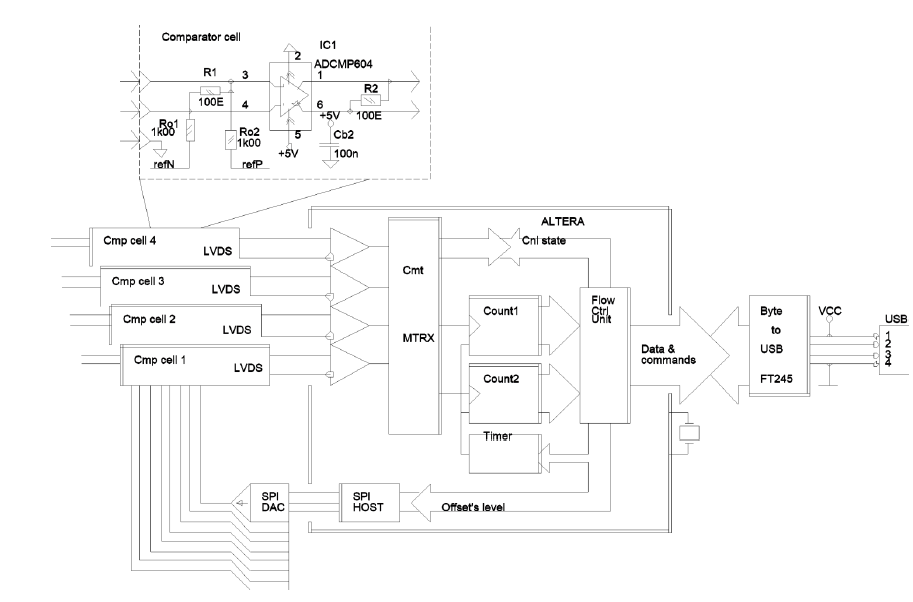 Comparator cell
IC1
ADCMP604
2
R1
3
1
R2
100E
4
6
100E
+5V
Ro1
1k00
Ro2
1k00
5
+5V
Cb2
100n
refN
refP
ALTERA
Cmp cell 4
LVDS
Cnl state
Cmp cell 3
LVDS
Cmt
MTRX
Cmp cell 2
LVDS
Count1
Flow
Ctrl
Unit
Byte
to
USB
FT245
VCC
USB
1
2
3
4
Cmp cell 1
LVDS
Data &
commands
Count2
Timer
SPI
DAC
SPI
HOST
Offset's level